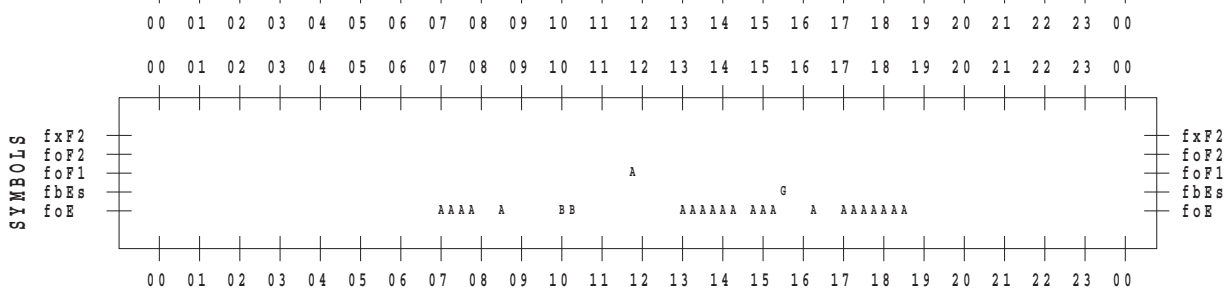 00 01 02 03 04 05 06 07 08 09 10 11 12 13 14 15 16 17 18 19 20 21 22 23 00
00 01 02 03 04 05 06 07 08 09 10 11 12 13 14 15 16 17 18 19 20 21 22 23 00
SYMBOLS
fxF2 fxF2
foF2 foF2
foF1 A foF1
fbEs G fbEs
foE AAAA A BB AAAAAA AAA A AAAAAAA foE
00 01 02 03 04 05 06 07 08 09 10 11 12 13 14 15 16 17 18 19 20 21 22 23 00